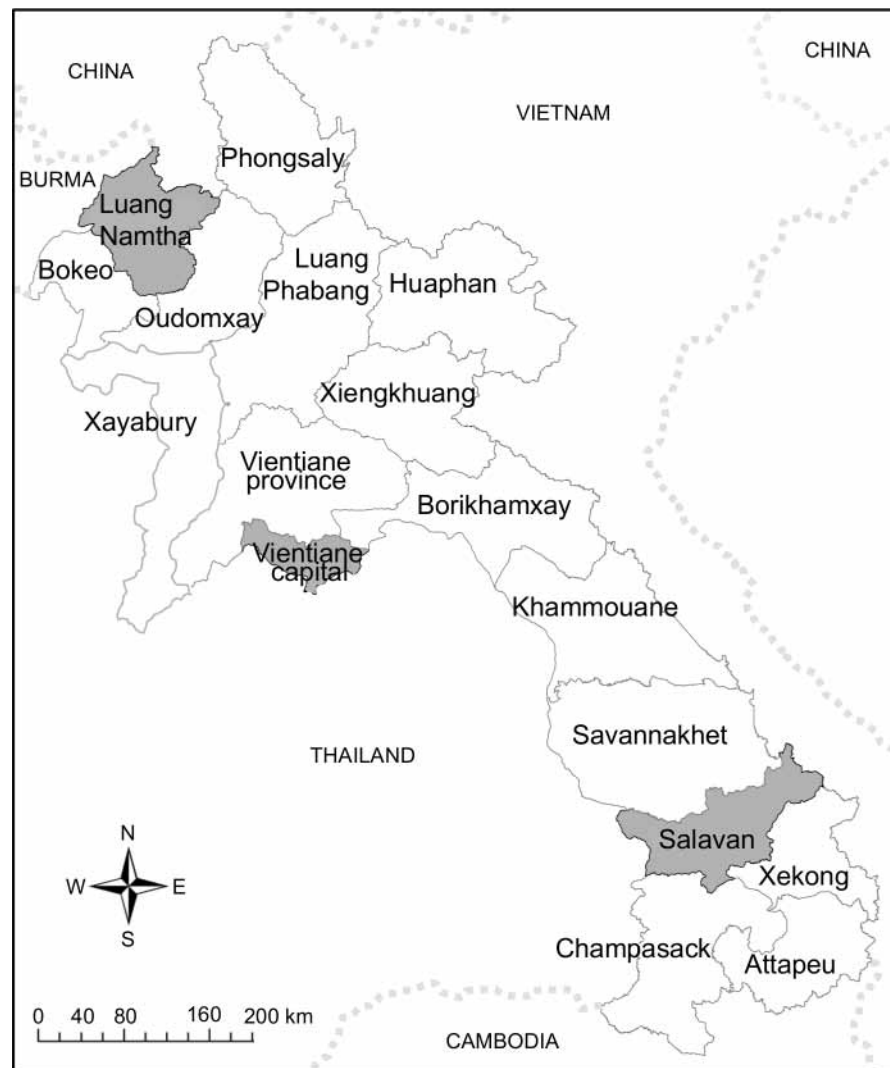 CHINA
CHINA
VIETNAM
Phongsaly
BURMA
Luang
Namtha
Bokeo
Luang
Phabang
Huaphan
Oudomxay
Xiengkhuang
Xayabury
Vientiane
province
Borikhamxay
Vientiane
capital
Khammouane
Savannakhet
THAILAND
Salavan
N
W E
S
Xekong
Champasack
Attapeu
0 40 80 160 200 km
CAMBODIA